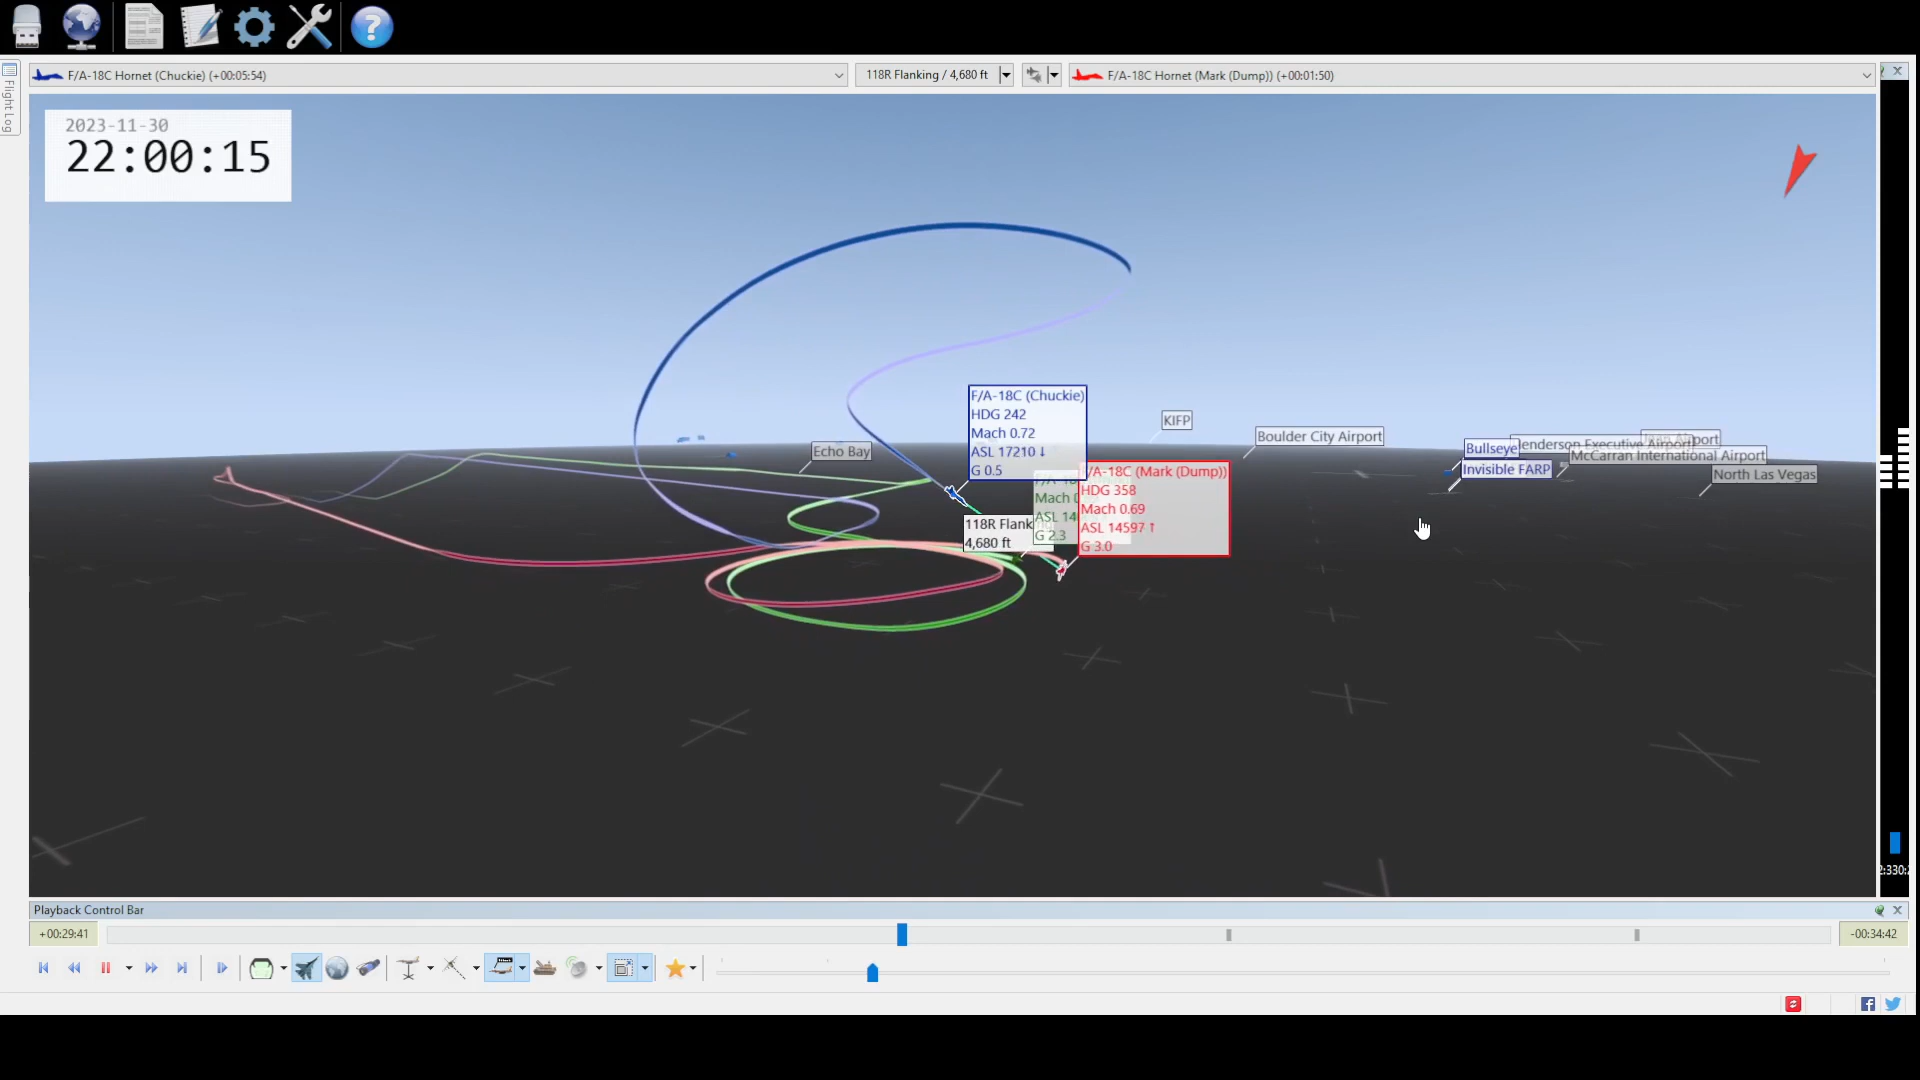 F/A-18C Hornet (Chuckie) (+00:05:54)
118R Flanking / 4,680 ft
F/A-18C Hornet (Mark (Dump)) (+00:01:50)
Flight Log
2023-11-30
22:00:15
F/A-18C (Chuckie)
HDG 242
Mach 0.72
ASL 17210 ↓
G 0.5
KIFP
Boulder City Airport
Echo Bay
Bullseye
Henderson Executive Airport
Airport
McCarran International Airport
Invisible FARP
North Las Vegas
F/A-18C (Mark (Dump))
HDG 358
Mach 0.69
ASL 14597 ↑
G 3.0
Mach
ASL 14
G 2.3
118R Flank
4,680 ft
Playback Control Bar
+00:29:41
-00:34:42